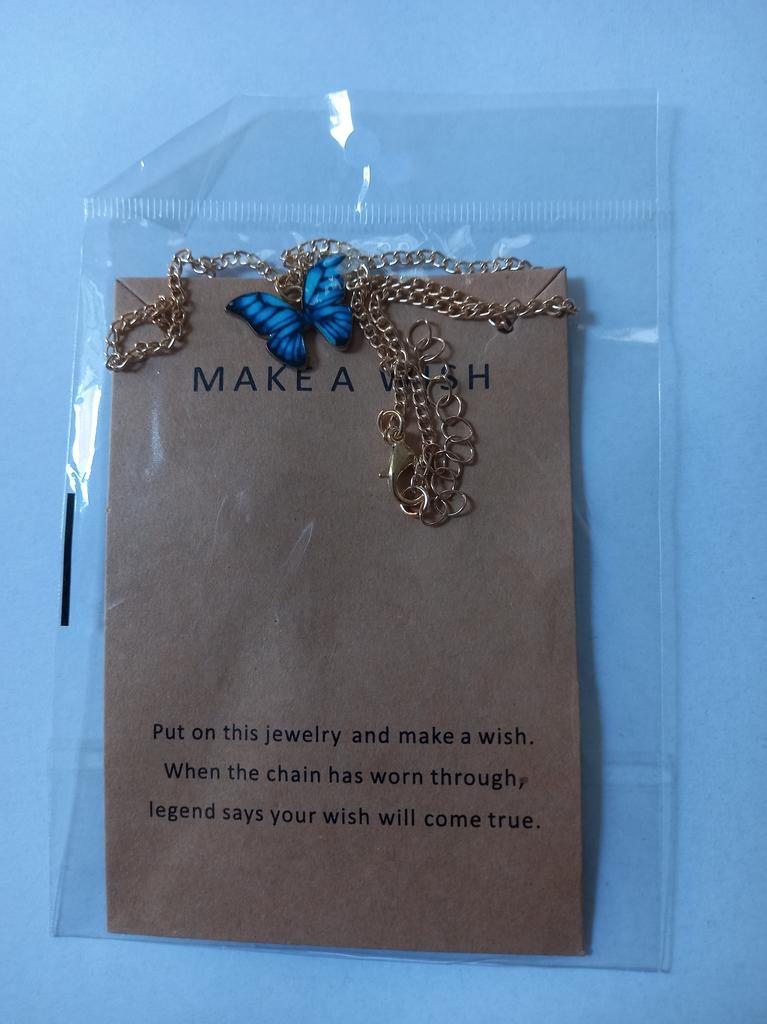 MAKE A WISH
Put on this jewelry and make a wish.
When the chain has worn through,
legend says your wish will come true.